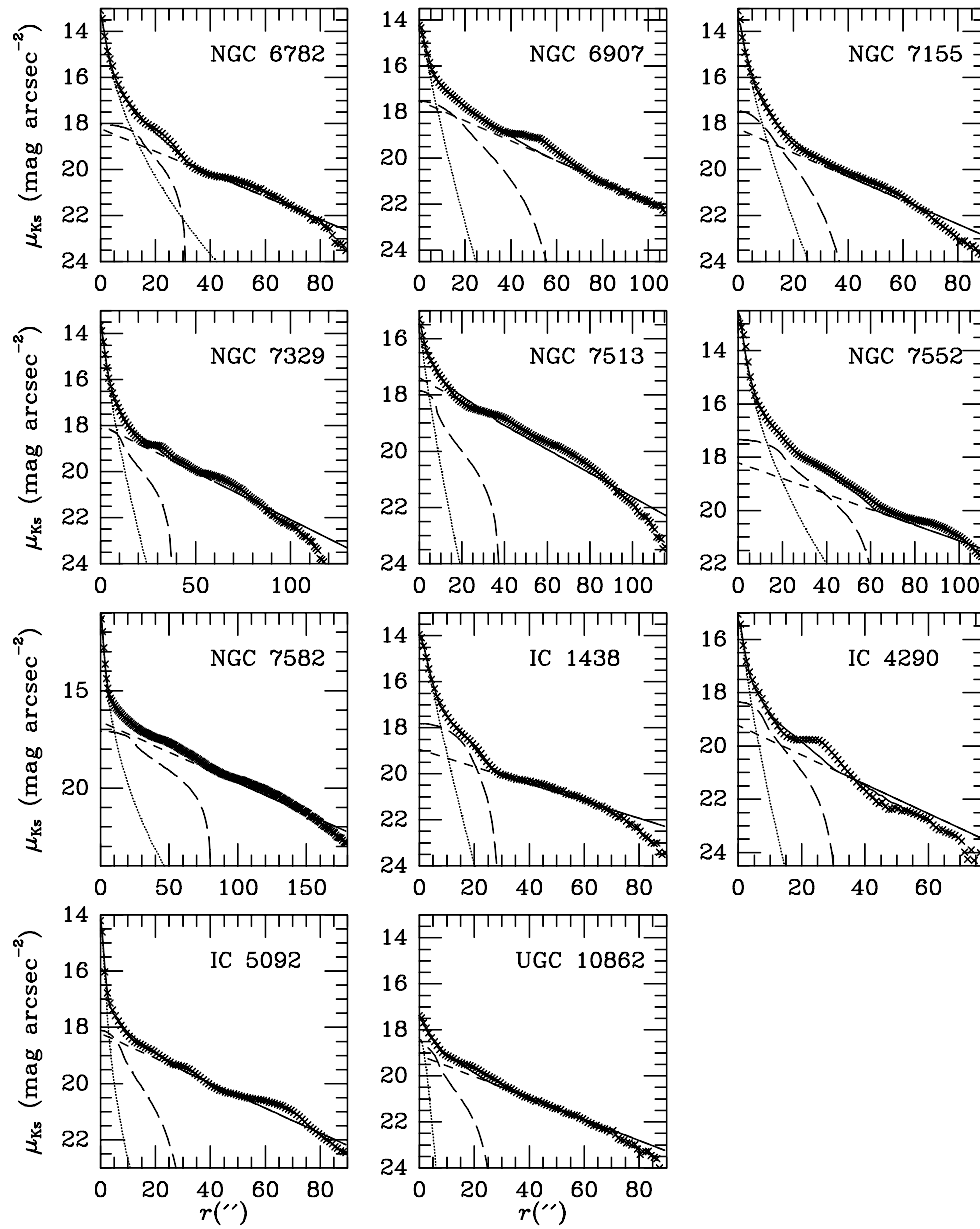 NGC 6782
NGC 6907
NGC 7155
μKs (mag arcsec−2)
14 16 18 20 22 24
0 20 40 60 80
14 16 18 20 22 24
0 20 40 60 80 100
14 16 18 20 22 24
0 20 40 60 80
NGC 7329
NGC 7513
NGC 7552
μKs (mag arcsec−2)
14 16 18 20 22 24
0 50 100
16 18 20 22 24
0 20 40 60 80 100
14 16 18 20 22
0 20 40 60 80 100
NGC 7582
IC 1438
IC 4290
μKs (mag arcsec−2)
15 20
0 50 100 150
14 16 18 20 22 24
0 20 40 60 80
16 18 20 22 24
0 20 40 60
IC 5092
UGC 10862
μKs (mag arcsec−2)
14 16 18 20 22
0 20 40 60 80
14 16 18 20 22 24
0 20 40 60 80
r(′′)
r(′′)